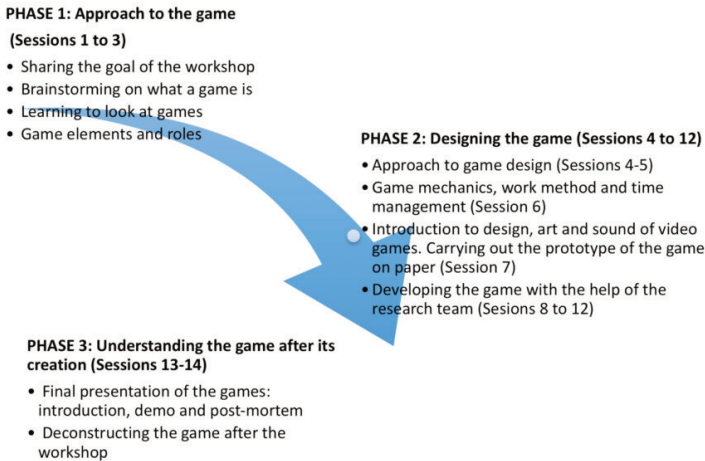 PHASE 1: Approach to the game
(Sessions 1 to 3)
• Sharing the goal of the workshop
• Brainstorming on what a game is
• Learning to look at games
• Game elements and roles
PHASE 2: Designing the game (Sessions 4 to 12)
• Approach to game design (Sessions 4-5)
• Game mechanics, work method and time
management (Session 6)
• Introduction to design, art and sound of video
games. Carrying out the prototype of the game
on paper (Session 7)
• Developing the game with the help of the
research team (Sesions 8 to 12)
PHASE 3: Understanding the game after its
creation (Sessions 13-14)
• Final presentation of the games:
introduction, demo and post-mortem
• Deconstructing the game after the
workshop